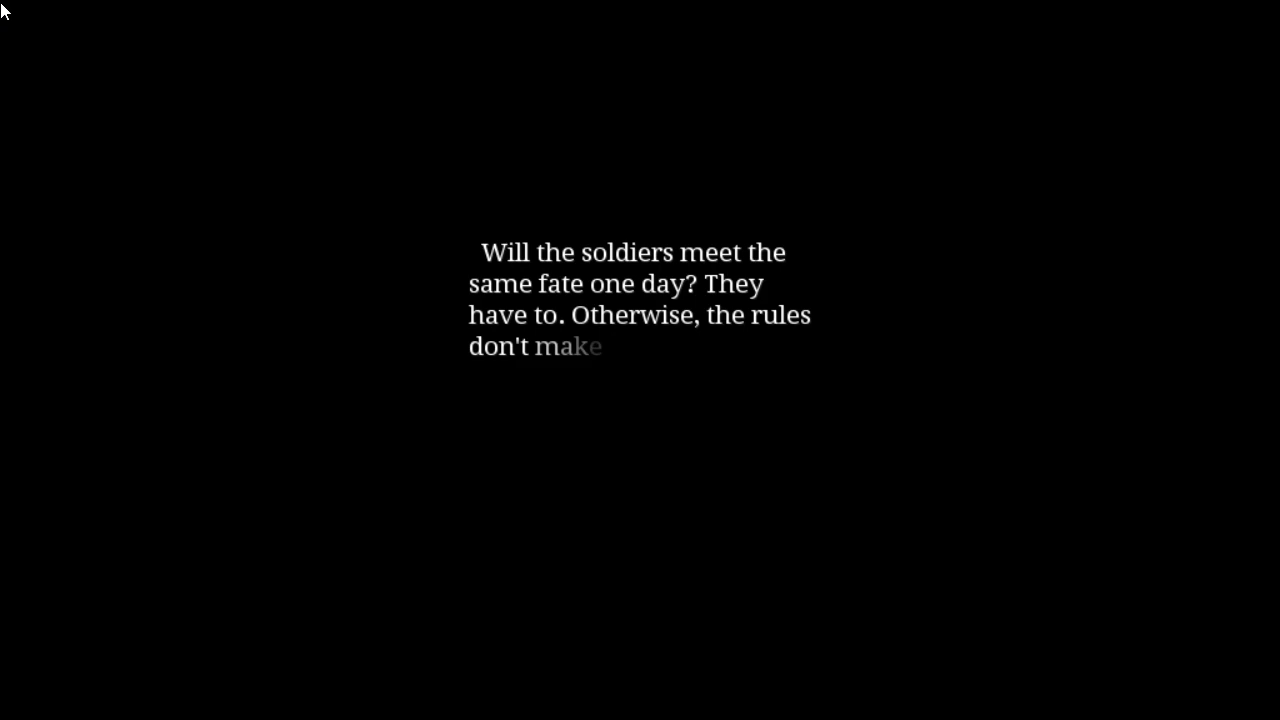 Will the soldiers meet the
same fate one day? They
have to. Otherwise, the rules
don't make